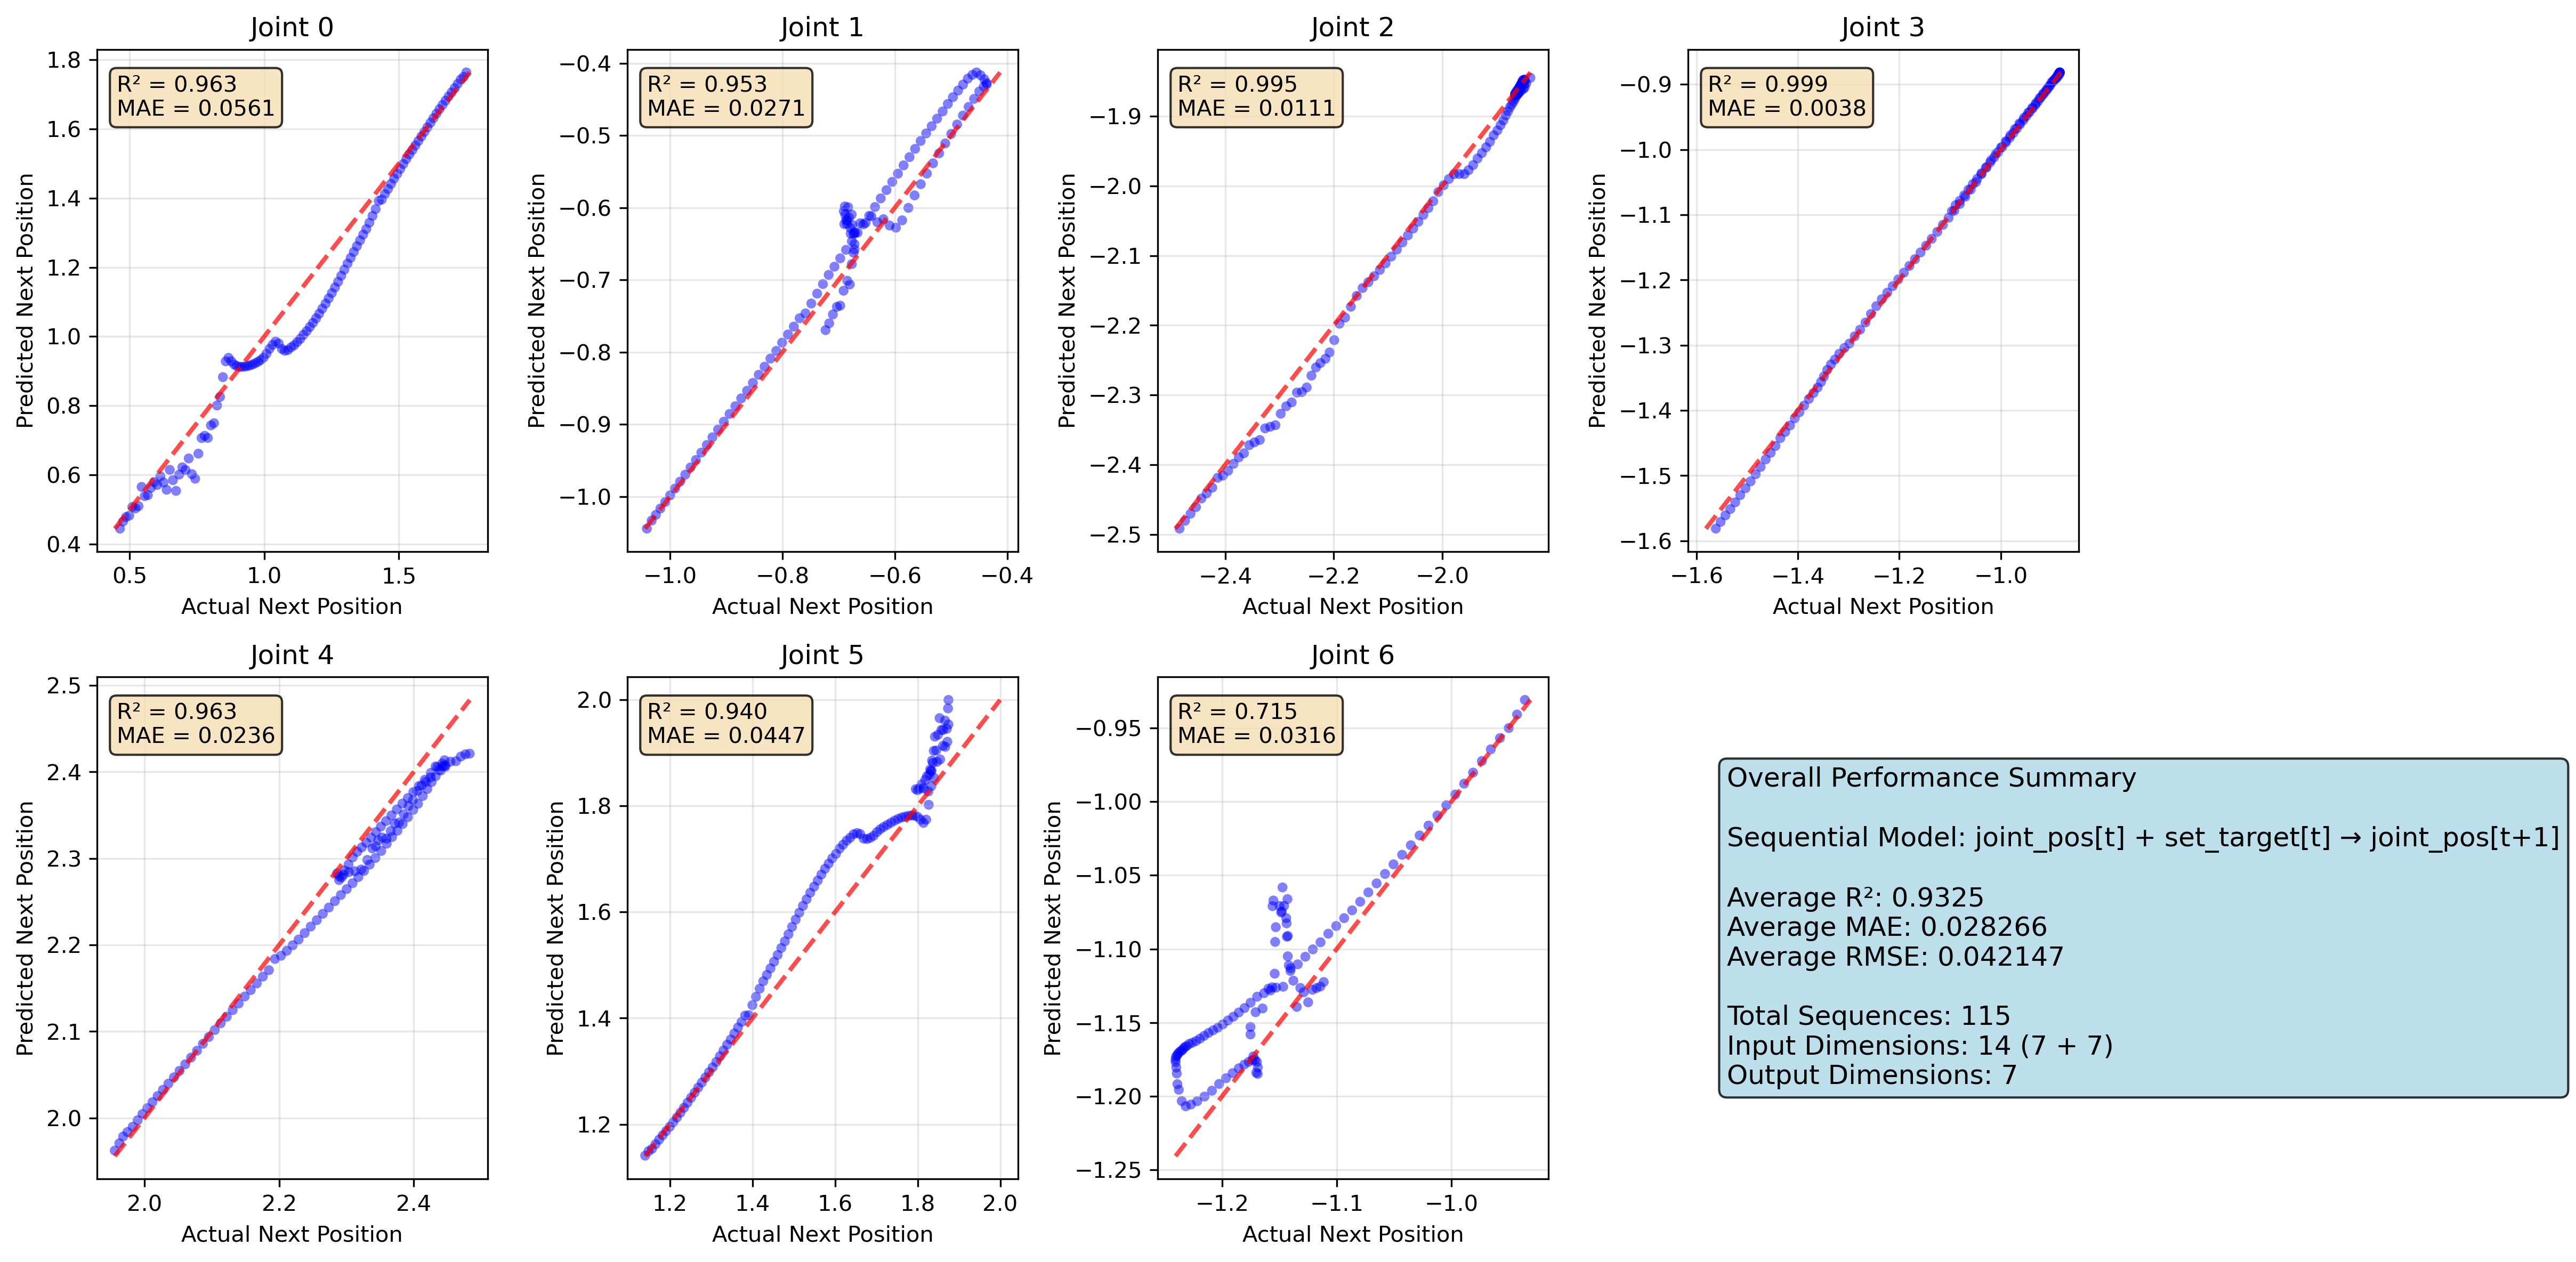 Joint 0
R² = 0.963
MAE = 0.0561
1.8
1.6
1.4
1.2
1.0
0.8
0.6
0.4
0.5
1.0
1.5
Predicted Next Position
Actual Next Position
Joint 1
R² = 0.953
MAE = 0.0271
−0.4
−0.5
−0.6
−0.7
−0.8
−0.9
−1.0
−1.0
−0.8
−0.6
−0.4
Predicted Next Position
Actual Next Position
Joint 2
R² = 0.995
MAE = 0.0111
−1.9
−2.0
−2.1
−2.2
−2.3
−2.4
−2.5
−2.4
−2.2
−2.0
Predicted Next Position
Actual Next Position
Joint 3
R² = 0.999
MAE = 0.0038
−0.9
−1.0
−1.1
−1.2
−1.3
−1.4
−1.5
−1.6
−1.6
−1.4
−1.2
−1.0
Predicted Next Position
Actual Next Position
Joint 4
R² = 0.963
MAE = 0.0236
2.5
2.4
2.3
2.2
2.1
2.0
2.0
2.2
2.4
Predicted Next Position
Actual Next Position
Joint 5
R² = 0.940
MAE = 0.0447
2.0
1.8
1.6
1.4
1.2
1.2
1.4
1.6
1.8
2.0
Predicted Next Position
Actual Next Position
Joint 6
R² = 0.715
MAE = 0.0316
−0.95
−1.00
−1.05
−1.10
−1.15
−1.20
−1.25
−1.2
−1.1
−1.0
Predicted Next Position
Actual Next Position
Overall Performance Summary
Sequential Model: joint_pos[t] + set_target[t] → joint_pos[t+1]
Average R²: 0.9325
Average MAE: 0.028266
Average RMSE: 0.042147
Total Sequences: 115
Input Dimensions: 14 (7 + 7)
Output Dimensions: 7